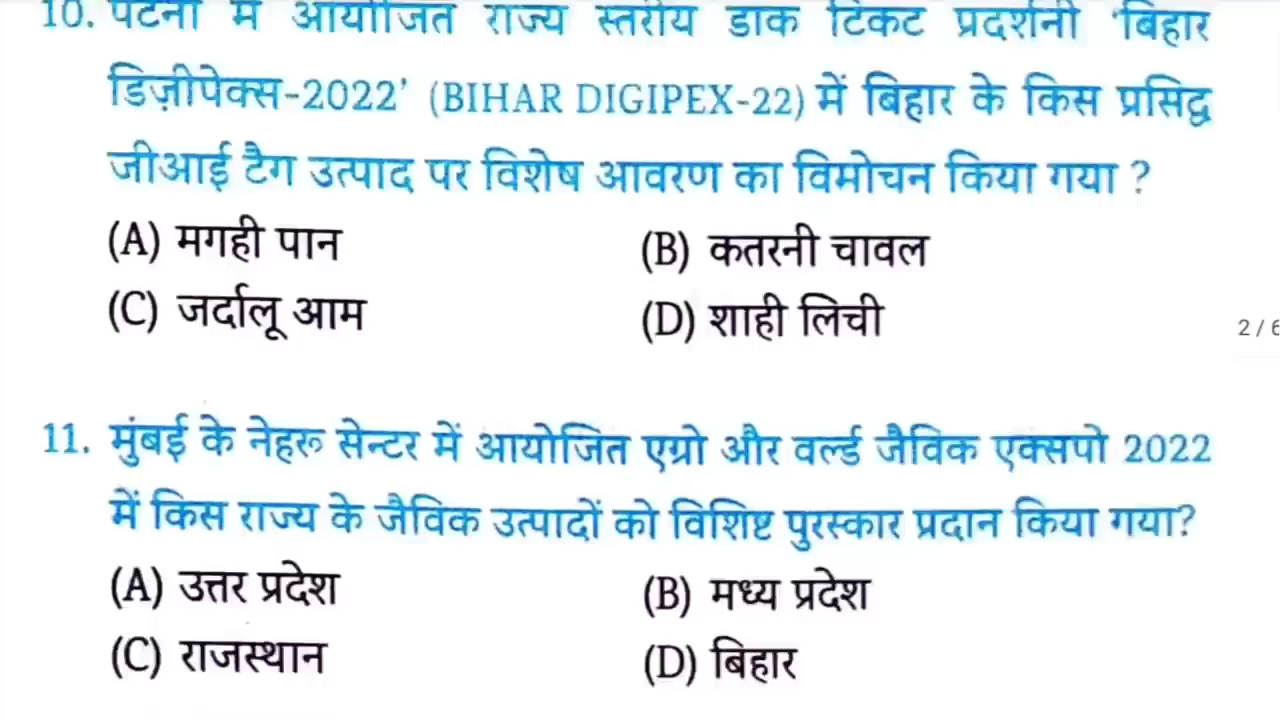 10. पटना में आयोजित राज्य स्तरीय डाक टिकट प्रदर्शनी 'बिहार
डिज़ीपेक्स-2022' (BIHAR DIGIPEX-22) में बिहार के किस प्रसिद्ध
जीआई टैग उत्पाद पर विशेष आवरण का विमोचन किया गया ?
(A) मगही पान
(B) कतरनी चावल
(C) जर्दालू आम
(D) शाही लिची
2 / 6
11. मुंबई के नेहरू सेन्टर में आयोजित एग्रो और वर्ल्ड जैविक एक्सपो 2022
में किस राज्य के जैविक उत्पादों को विशिष्ट पुरस्कार प्रदान किया गया?
(A) उत्तर प्रदेश
(B) मध्य प्रदेश
(C) राजस्थान
(D) बिहार